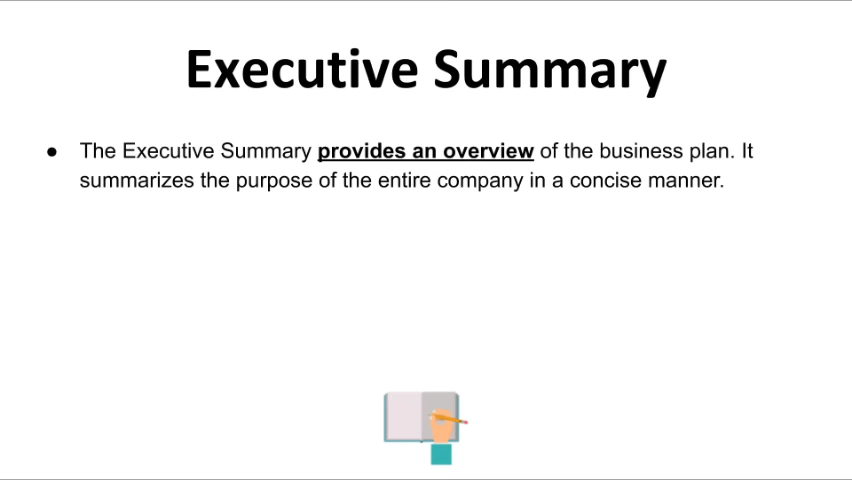 Executive Summary
● The Executive Summary provides an overview of the business plan. It
summarizes the purpose of the entire company in a concise manner.